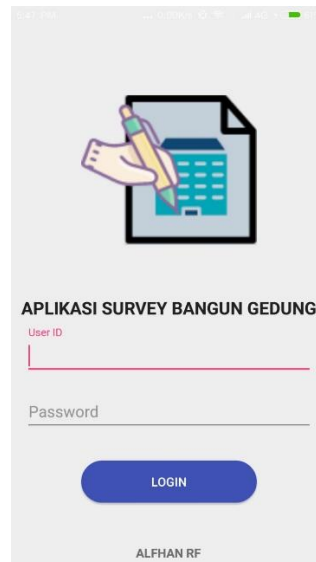 APLIKASI SURVEY BANGUN GEDUNG
User ID
Password
LOGIN
ALFHAN RF